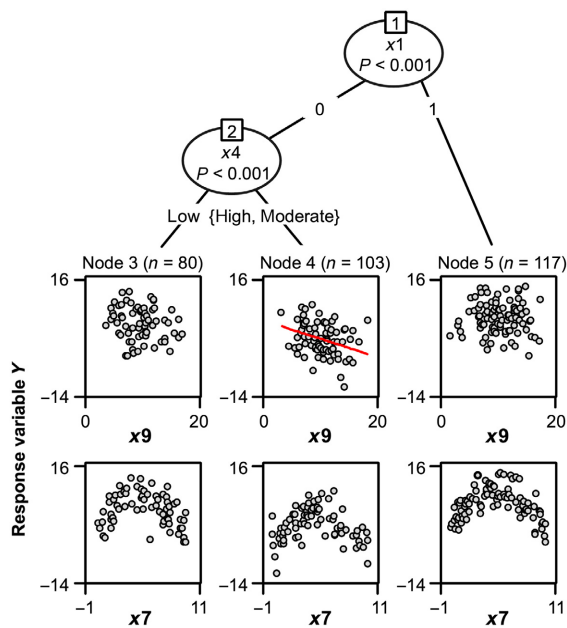 1
x1
P < 0.001
0
1
2
x4
P < 0.001
Low {High, Moderate}
Node 3 (n = 80)
Node 4 (n = 103)
Node 5 (n = 117)
Response variable Y
16
16
16
−14
−14
−14
0
20
0
20
0
20
x9
x9
x9
16
16
16
−14
−14
−14
−1
11
−1
11
−1
11
x7
x7
x7